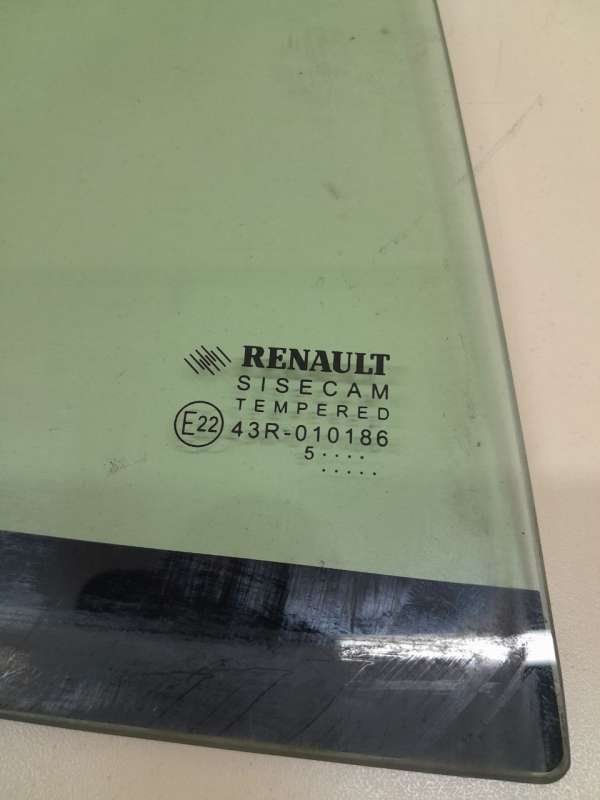 RENAULT
SISECAM
TEMPERED
E22 43R-010186
5····
·····